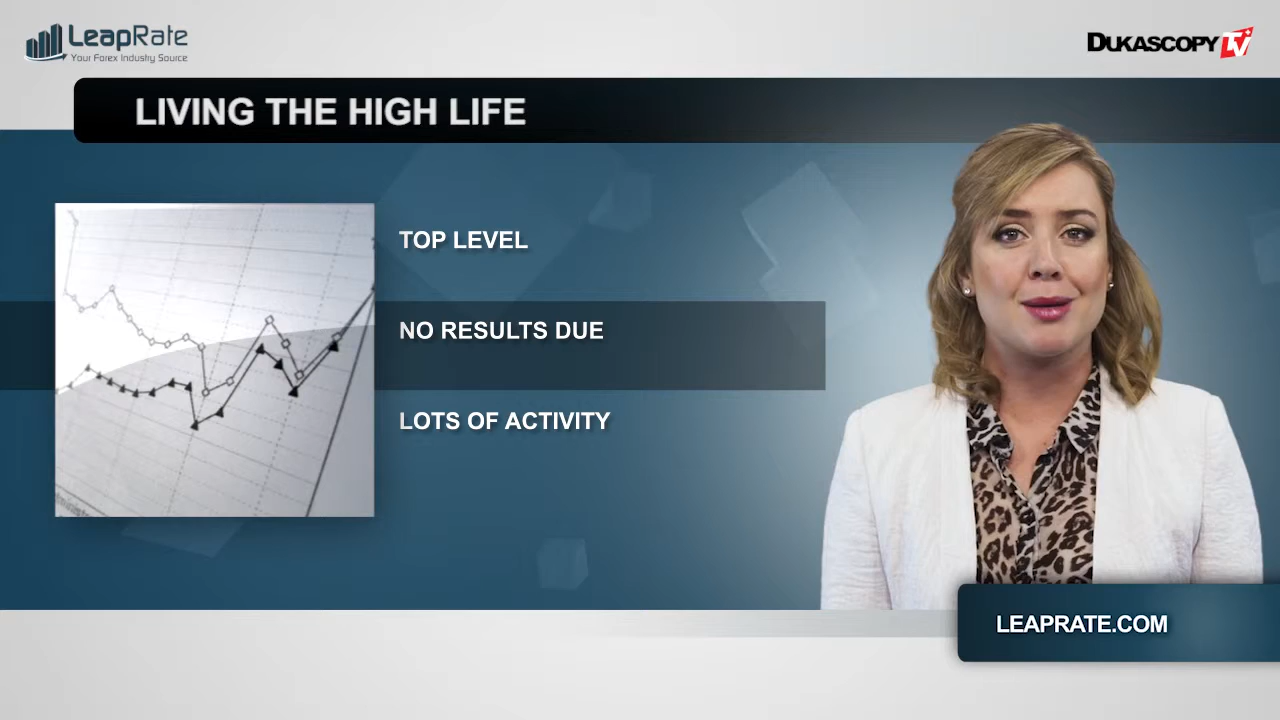 LeapRate
Your Forex Industry Source
DUKASCOPY TV
LIVING THE HIGH LIFE
TOP LEVEL
NO RESULTS DUE
LOTS OF ACTIVITY
LEAPRATE.COM